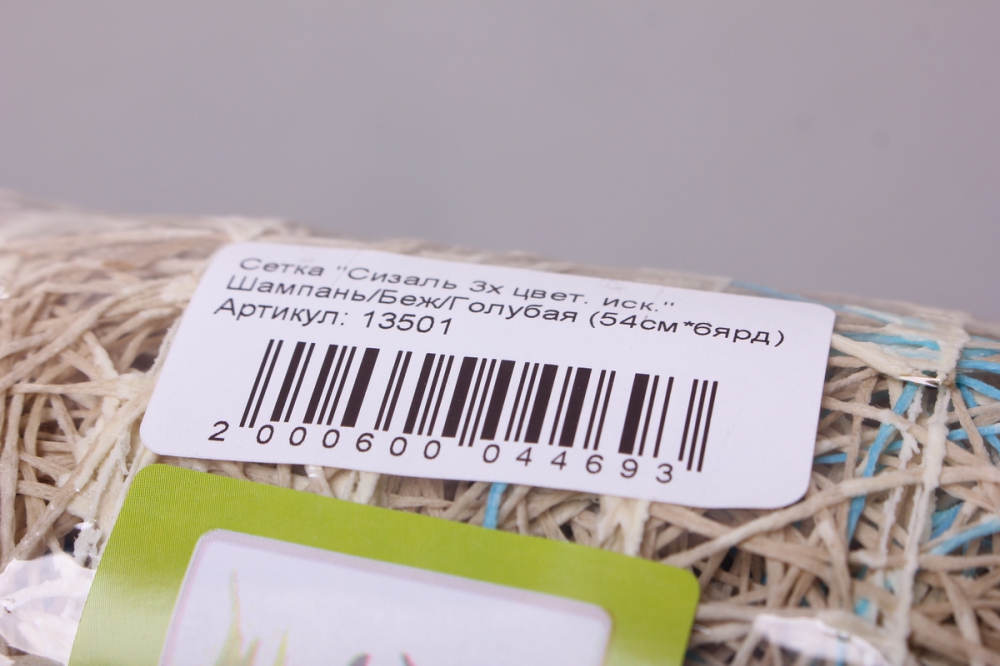 Сетка "Сизаль 3х цвет. иск."
Шампань/Беж/Голубая (54см*6ярд)
Артикул: 13501
2 000600 044693